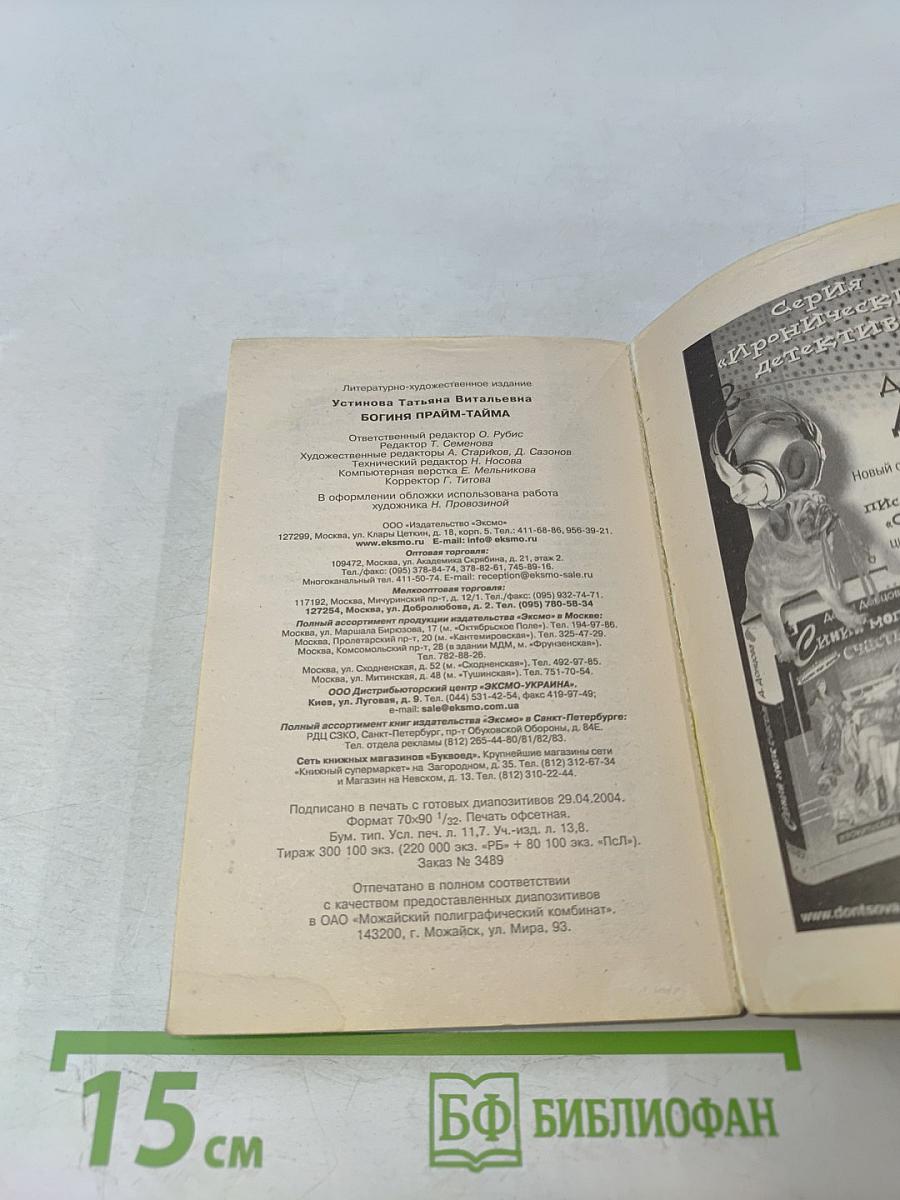 Литературно-художественное издание
Устинова Татьяна Витальевна
БОГИНЯ ПРАЙМ-ТАЙМА
Ответственный редактор О. Рубис
Редактор Т. Семенова
Художественные редакторы А. Стариков, Д. Сазонов
Технический редактор Н. Носова
Компьютерная верстка Е. Мельникова
Корректор Г. Титова
В оформлении обложки использована работа
художника Н. Провозиной
ООО «Издательство «Эксмо»
127299, Москва, ул. Клары Цеткин, д. 18, корп. 5. Тел.: 411-68-86, 956-39-21.
www.eksmo.ru E-mail: info@ eksmo.ru
Оптовая торговля:
109472, Москва, ул. Академика Скрябина, д. 21, этаж 2.
Тел./факс: (095) 378-84-74, 378-82-61, 745-89-16.
Многоканальный тел. 411-50-74. E-mail: reception@eksmo-sale.ru
Мелкооптовая торговля:
117192, Москва, Мичуринский пр-т, д. 12/1. Тел./факс: (095) 932-74-71.
127254, Москва, ул. Добролюбова, д. 2. Тел. (095) 780-58-34
Полный ассортимент продукции издательства «Эксмо» в Москве:
Москва, ул. Маршала Бирюзова, 17 (м. «Октябрьское Поле»). Тел. 194-97-86.
Москва, Пролетарский пр-т, 20 (м. «Кантемировская»). Тел. 325-47-29.
Москва, Комсомольский пр-т, 28 (в здании МДМ, м. «Фрунзенская»).
Тел. 782-88-26.
Москва, ул. Сходненская, д. 52 (м. «Сходненская»). Тел. 492-97-85.
Москва, ул. Митинская, д. 48 (м. «Тушинская»). Тел. 751-70-54.
ООО Дистрибьюторский центр «ЭКСМО-УКРАИНА».
Киев, ул. Луговая, д. 9. Тел. (044) 531-42-54, факс 419-97-49;
e-mail: sale@eksmo.com.ua
Полный ассортимент книг издательства «Эксмо» в Санкт-Петербурге:
РДЦ СЗКО, Санкт-Петербург, пр-т Обуховской Обороны, д. 84Е.
Тел. отдела рекламы (812) 265-44-80/81/82/83.
Сеть книжных магазинов «Буквоед». Крупнейшие магазины сети
«Книжный супермаркет» на Загородном, д. 35. Тел. (812) 312-67-34
и Магазин на Невском, д. 13. Тел. (812) 310-22-44.
Подписано в печать с готовых диапозитивов 29.04.2004.
Формат 70×90 1/32. Печать офсетная.
Бум. тип. Усл. печ. л. 11,7. Уч.-изд. л. 13,8.
Тираж 300 100 экз. (220 000 экз. «РБ» + 80 100 экз. «ПсЛ»).
Заказ № 3489
Отпечатано в полном соответствии
с качеством предоставленных диапозитивов
в ОАО «Можайский полиграфический комбинат».
143200, г. Можайск, ул. Мира, 93.
Серия
«Иронически
детектив
Новый
www.dontsova
15 см
БФ БИБЛИОФАН